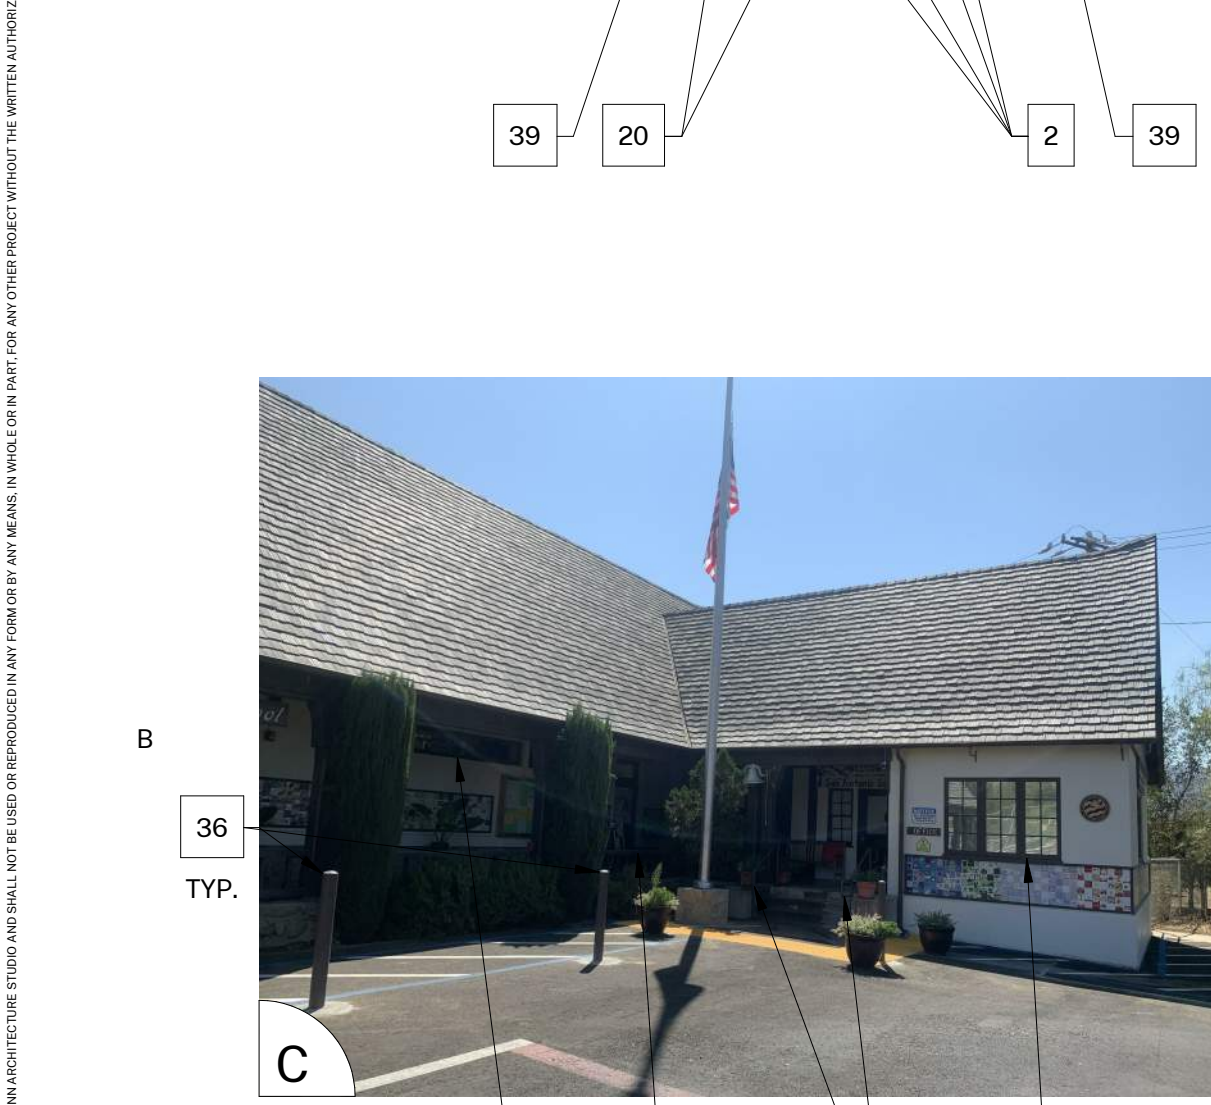 NN ARCHITECTURE STUDIO AND SHALL NOT BE USED OR REPRODUCED IN ANY FORM OR BY ANY MEANS, IN WHOLE OR IN PART, FOR ANY OTHER PROJECT WITHOUT THE WRITTEN AUTHORIZ
39
20
2
39
B
36
TYP.
OFFICE
C